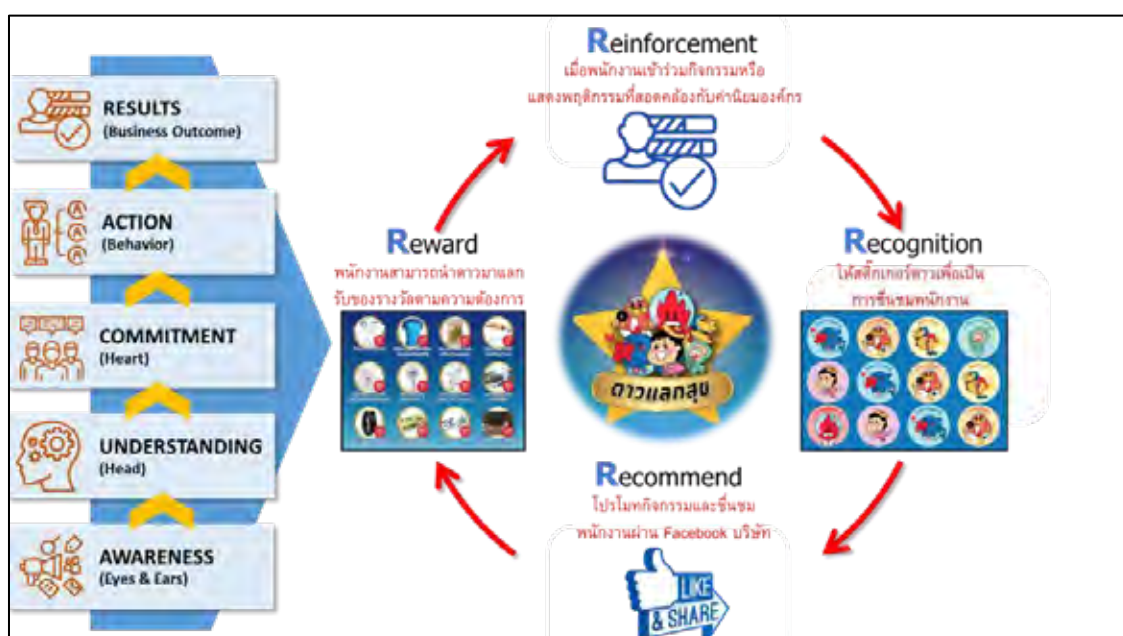 RESULTS
(Business Outcome)
ACTION
(Behavior)
COMMITMENT
(Heart)
UNDERSTANDING
(Head)
AWARENESS
(Eyes & Ears)
Reinforcement
เมื่อพนักงานเข้าร่วมกิจกรรมหรือ
แสดงพฤติกรรมที่สอดคล้องกับค่านิยมองค์กร
Reward
พนักงานสามารถนำดาวมาแลก
รับของรางวัลตามความต้องการ
ดาวแลกสุข
Recognition
ให้สติ๊กเกอร์ดาวเพื่อเป็น
การชื่นชมพนักงาน
Recommend
โปรโมทกิจกรรมและชื่นชม
พนักงานผ่าน Facebook บริษัท
LIKE
& SHARE